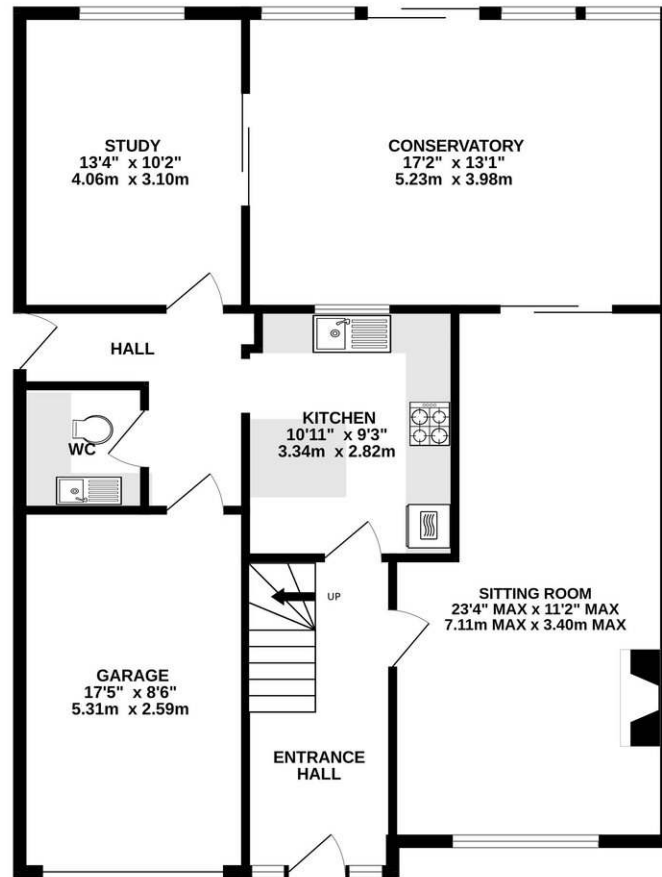 STUDY
13'4" x 10'2"
4.06m x 3.10m
CONSERVATORY
17'2" x 13'1"
5.23m x 3.98m
HALL
WC
KITCHEN
10'11" x 9'3"
3.34m x 2.82m
UP
SITTING ROOM
23'4" MAX x 11'2" MAX
7.11m MAX x 3.40m MAX
GARAGE
17'5" x 8'6"
5.31m x 2.59m
ENTRANCE
HALL